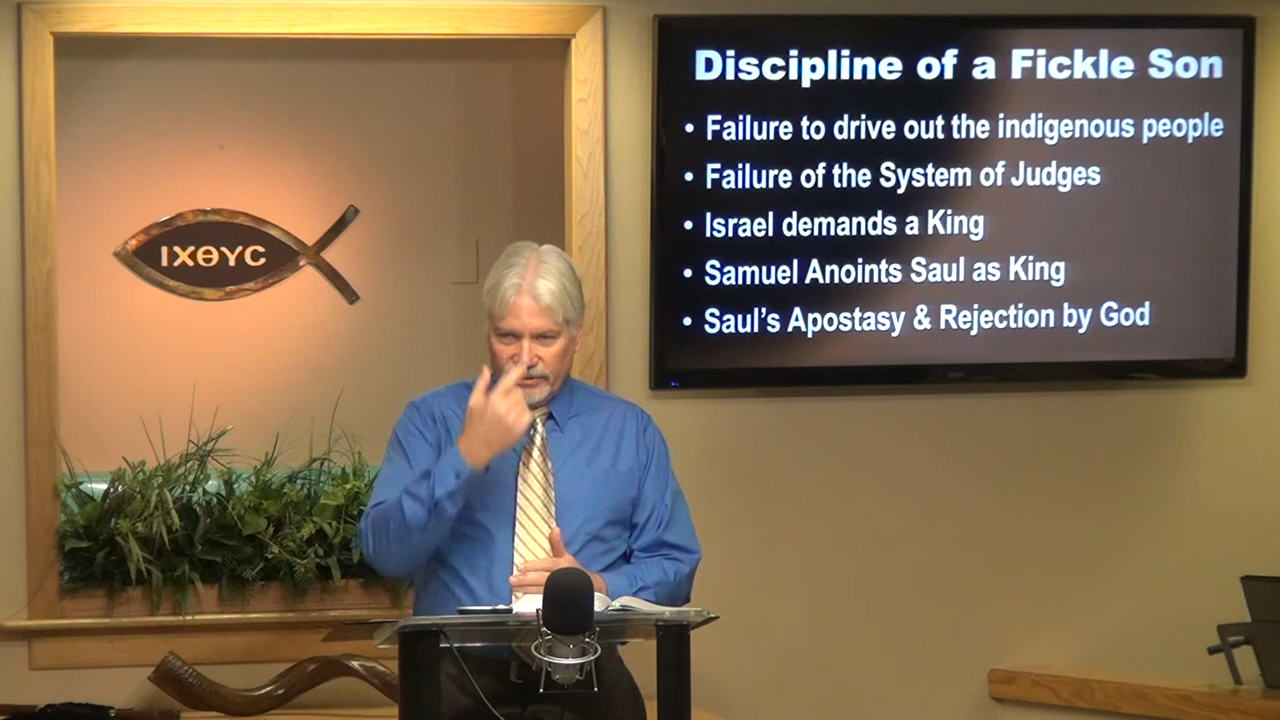 ΙΧΘΥC
Discipline of a Fickle Son
• Failure to drive out the indigenous people
• Failure of the System of Judges
• Israel demands a King
• Samuel Anoints Saul as King
• Saul's Apostasy & Rejection by God